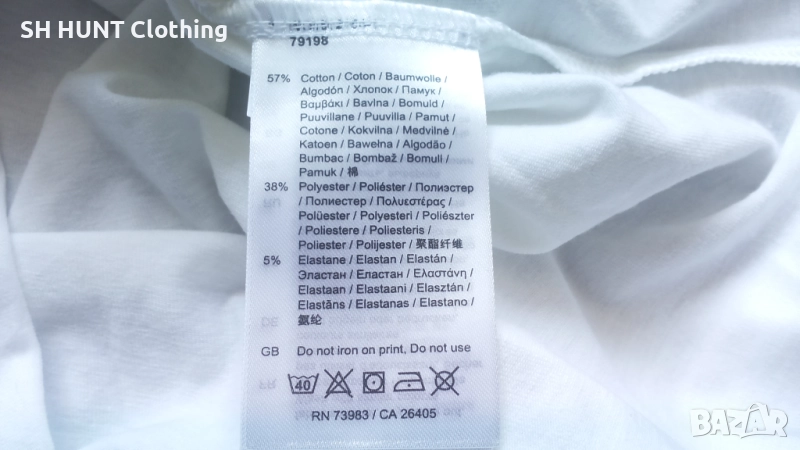 SH HUNT Clothing
79198
57% Cotton / Coton / Baumwolle /
Algodón / Хлопок / Памук /
Βαμβάκι / Bavlna / Bomuld /
Puuvillane / Puuvilla / Pamut /
Cotone / Kokvilna / Medvilnė /
Katoen / Bawełna / Algodão /
Bumbac / Bombaž / Bomull /
Pamuk / 棉
38% Polyester / Poliéster / Полиэстер
/ Полиестер / Πολυεστέρας /
Polüester / Polyesteri / Poliészter
/ Poliestere / Poliesteris /
Poliester / Polijester / 聚酯纤维
5% Elastane / Elastan / Elastán /
Эластан / Еластан / Ελαστάνη /
Elastaan / Elastaani / Elasztán /
Elastāns / Elastanas / Elastano /
氨纶
GB Do not iron on print. Do not use
40
RN 73983 / CA 26405
BAZAR